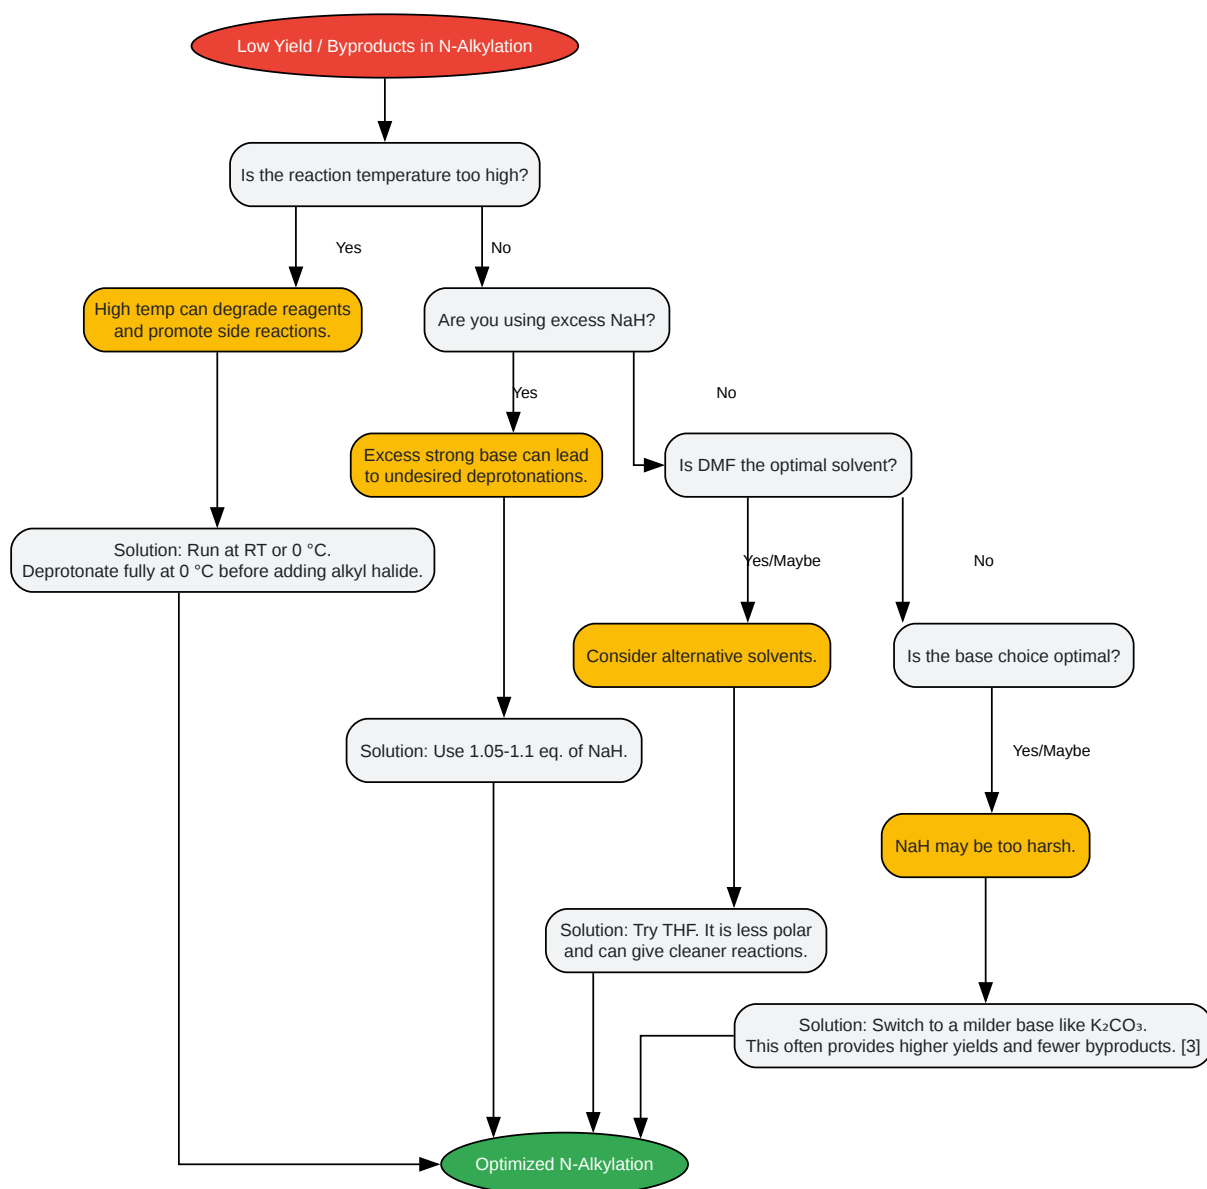 Low Yield / Byproducts in N-Alkylation
Is the reaction temperature too high?
Yes
No
High temp can degrade reagents
and promote side reactions.
Are you using excess NaH?
Yes
No
Excess strong base can lead
to undesired deprotonations.
Is DMF the optimal solvent?
Solution: Run at RT or 0 °C.
Deprotonate fully at 0 °C before adding alkyl halide.
Yes/Maybe
No
Consider alternative solvents.
Is the base choice optimal?
Solution: Use 1.05-1.1 eq. of NaH.
Yes/Maybe
NaH may be too harsh.
Solution: Try THF. It is less polar
and can give cleaner reactions.
Solution: Switch to a milder base like K₂CO₃.
This often provides higher yields and fewer byproducts. [3]
Optimized N-Alkylation